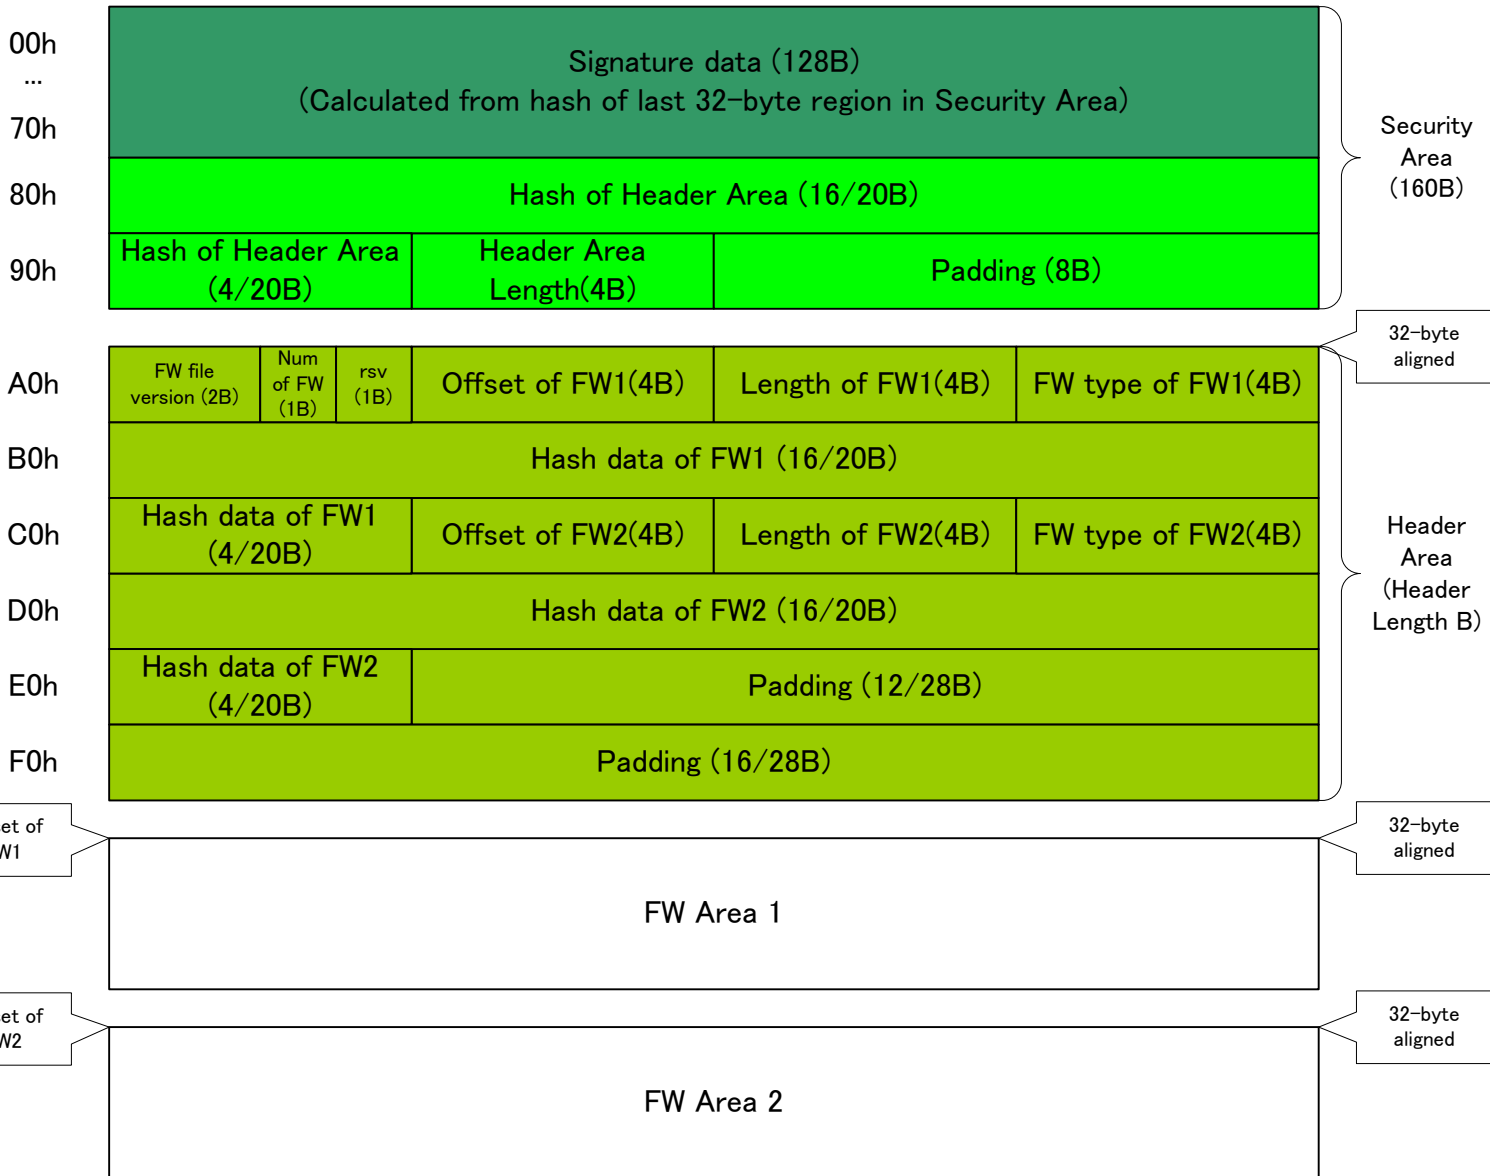 00h
...
70h
Signature data (128B)
(Calculated from hash of last 32-byte region in Security Area)
Security
Area
(160B)
80h
Hash of Header Area (16/20B)
90h
Hash of Header Area
(4/20B)
Header Area
Length(4B)
Padding (8B)
32-byte
aligned
A0h
FW file
version (2B)
Num
of FW
(1B)
rsv
(1B)
Offset of FW1(4B)
Length of FW1(4B)
FW type of FW1(4B)
B0h
Hash data of FW1 (16/20B)
C0h
Hash data of FW1
(4/20B)
Offset of FW2(4B)
Length of FW2(4B)
FW type of FW2(4B)
Header
Area
(Header
Length B)
D0h
Hash data of FW2 (16/20B)
E0h
Hash data of FW2
(4/20B)
Padding (12/28B)
F0h
Padding (16/28B)
et of
W1
32-byte
aligned
FW Area 1
et of
W2
32-byte
aligned
FW Area 2